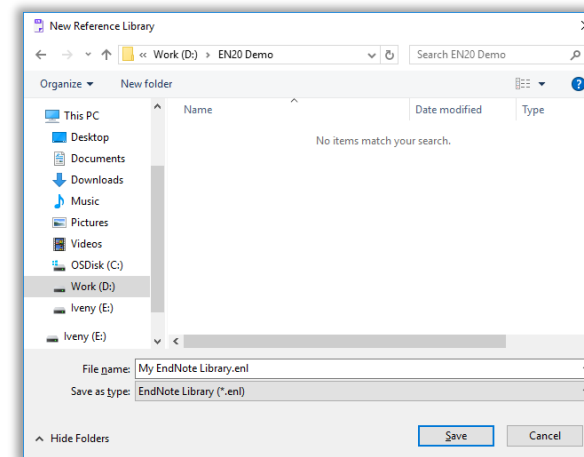 New Reference Library
« Work (D:) › EN20 Demo
Search EN20 Demo
Organize
New folder
?
Name
Date modified
Type
No items match your search.
This PC
Desktop
Documents
Downloads
Music
Pictures
Videos
OSDisk (C:)
Work (D:)
Iveny (E:)
Iveny (E:)
File name: My EndNote Library.enl
Save as type: EndNote Library (*.enl)
Hide Folders
Save
Cancel